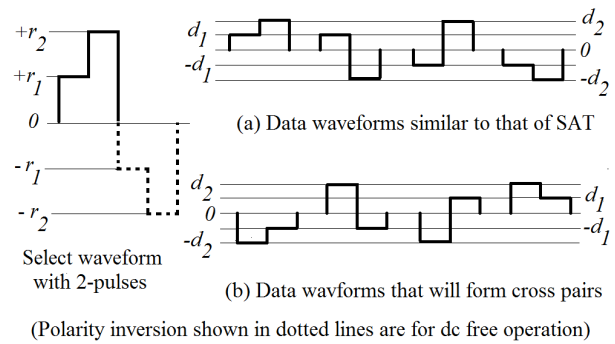 +r2
+r1
0
- r1
- r2
Select waveform
with 2-pulses
d1
-d1
d2
0
-d2
(a) Data waveforms similar to that of SAT
d2
0
-d2
d1
-d1
(b) Data wavforms that will form cross pairs
(Polarity inversion shown in dotted lines are for dc free operation)